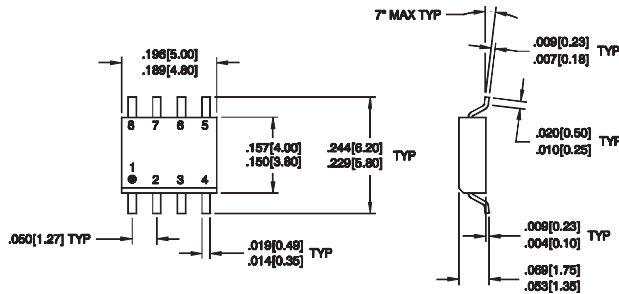 7° MAX TYP
.009[0.23]
.007[0.18] TYP
.196[5.00]
.189[4.80]
8 7 6 5
.020[0.50]
.010[0.25] TYP
.157[4.00]
.150[3.80]
.244[6.20]
.229[5.80] TYP
1
2 3 4
.050[1.27] TYP
.019[0.49]
.014[0.35] TYP
.009[0.23]
.004[0.10] TYP
.069[1.75]
.053[1.35]